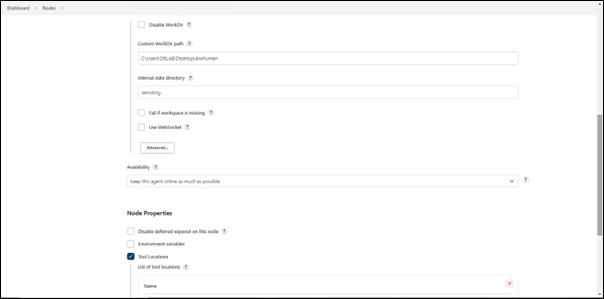 Dashboard > Nodes >
Disable WorkDir ?
Custom WorkDir path ?
C:\Users\DBLAB\Desktop\Anshuman
Internal data directory ?
remoting
Fail if workspace is missing ?
Use WebSocket ?
Advanced...
Availability ?
Keep this agent online as much as possible ?
Node Properties
Disable deferred wipeout on this node ?
Environment variables
Tool Locations
List of tool locations ?
Name